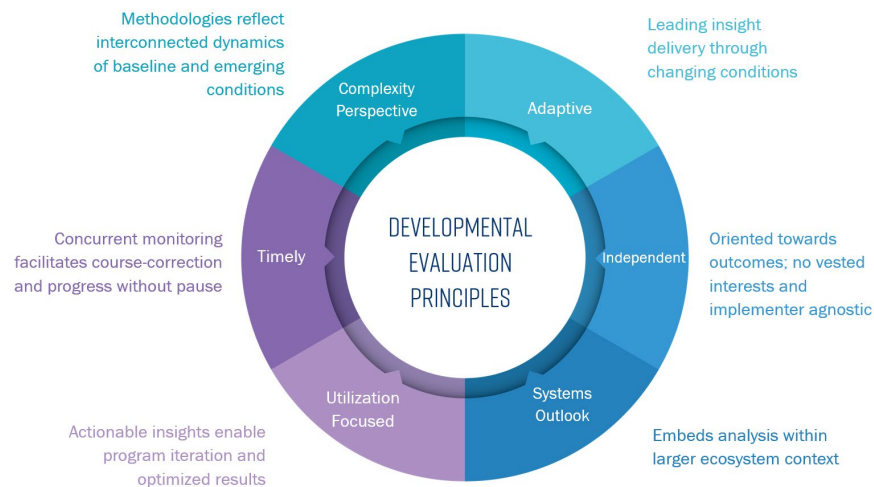 Methodologies reflect
interconnected dynamics
of baseline and emerging
conditions
Complexity
Perspective
Leading insight
delivery through
changing conditions
Adaptive
Concurrent monitoring
facilitates course-correction
and progress without pause
Timely
DEVELOPMENTAL
EVALUATION
PRINCIPLES
Independent
Oriented towards
outcomes; no vested
interests and
implementer agnostic
Actionable insights enable
program iteration and
optimized results
Utilization
Focused
Systems
Outlook
Embeds analysis within
larger ecosystem context